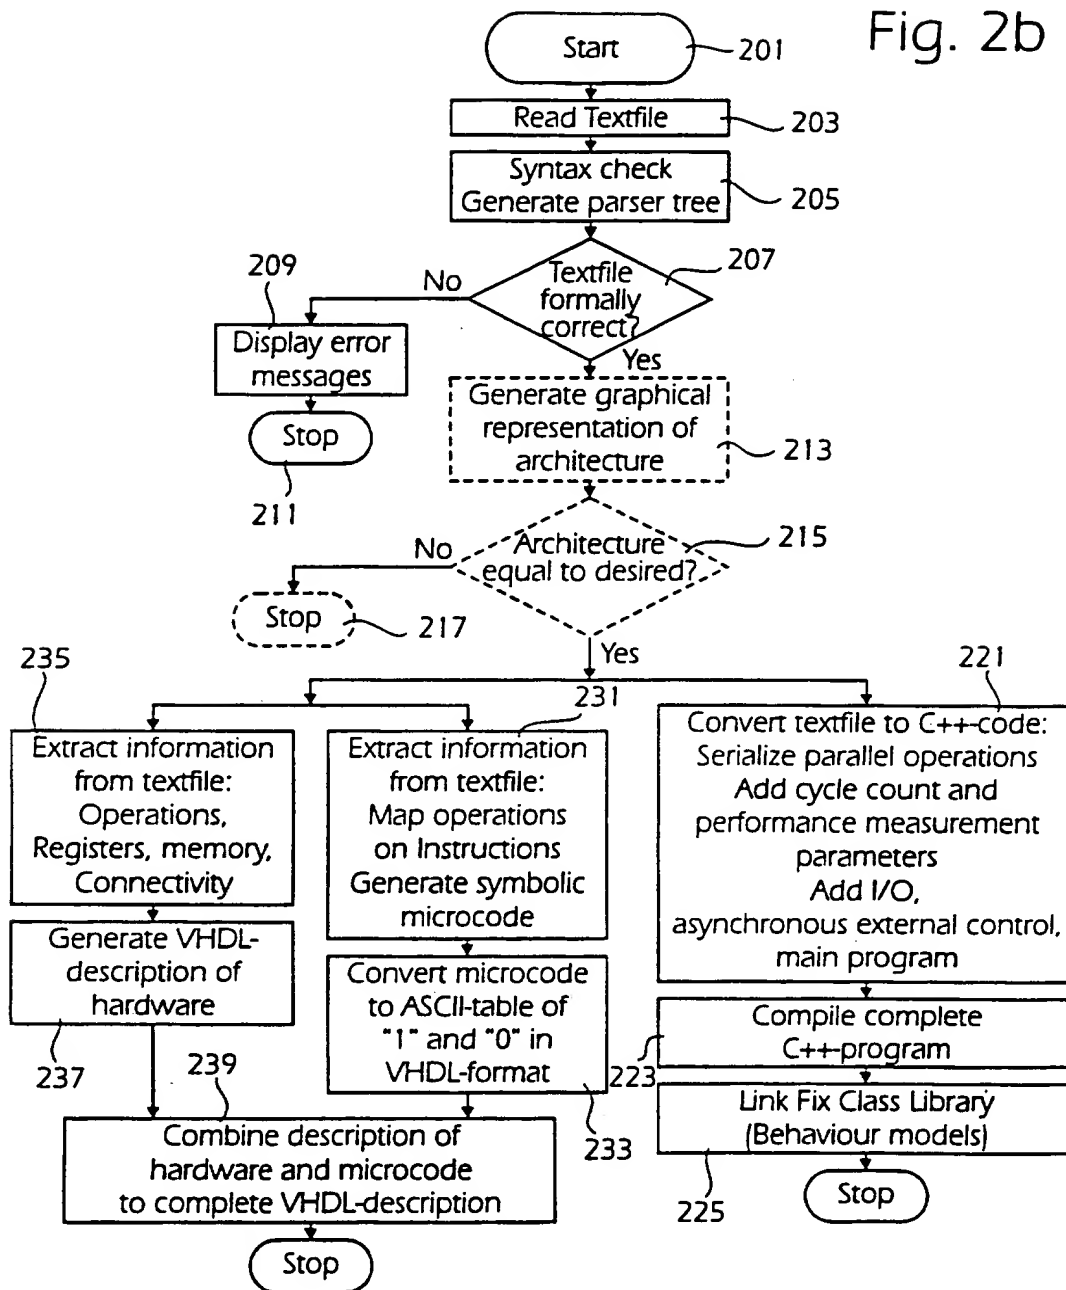 Fig. 2b
Start
201
Read Textfile
203
Syntax check
Generate parser tree
205
Textfile
formally
correct?
207
No
209
Display error
messages
Stop
211
Yes
Generate graphical
representation of
architecture
213
Architecture
equal to desired?
215
No
Stop
217
Yes
235
Extract information
from textfile:
Operations,
Registers, memory,
Connectivity
Generate VHDL-
description of
hardware
237
231
Extract information
from textfile:
Map operations
on Instructions
Generate symbolic
microcode
Convert microcode
to ASCII-table of
"1" and "0" in
VHDL-format
233
239
Combine description of
hardware and microcode
to complete VHDL-description
Stop
221
Convert textfile to C++-code:
Serialize parallel operations
Add cycle count and
performance measurement
parameters
Add I/O,
asynchronous external control,
main program
Compile complete
C++-program
223
Link Fix Class Library
(Behaviour models)
225
Stop